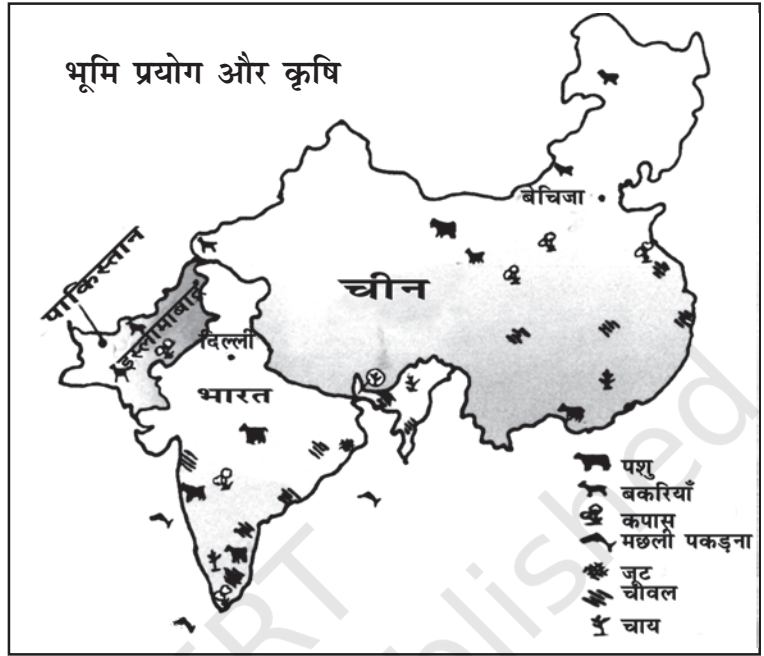 भूमि प्रयोग और कृषि
बेचिजा
पाकिस्तान
चीन
इस्लामाबाद
दिल्ली
भारत
पशु
बकरियाँ
कपास
मछली पकड़ना
जूट
चावल
चाय